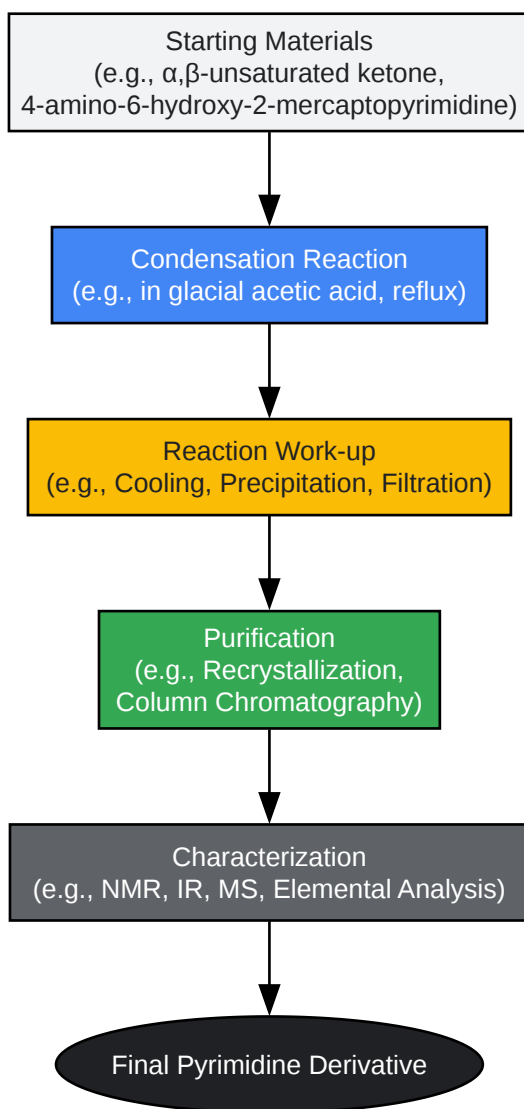 Starting Materials
(e.g., α,β-unsaturated ketone,
4-amino-6-hydroxy-2-mercaptopyrimidine)
Condensation Reaction
(e.g., in glacial acetic acid, reflux)
Reaction Work-up
(e.g., Cooling, Precipitation, Filtration)
Purification
(e.g., Recrystallization,
Column Chromatography)
Characterization
(e.g., NMR, IR, MS, Elemental Analysis)
Final Pyrimidine Derivative